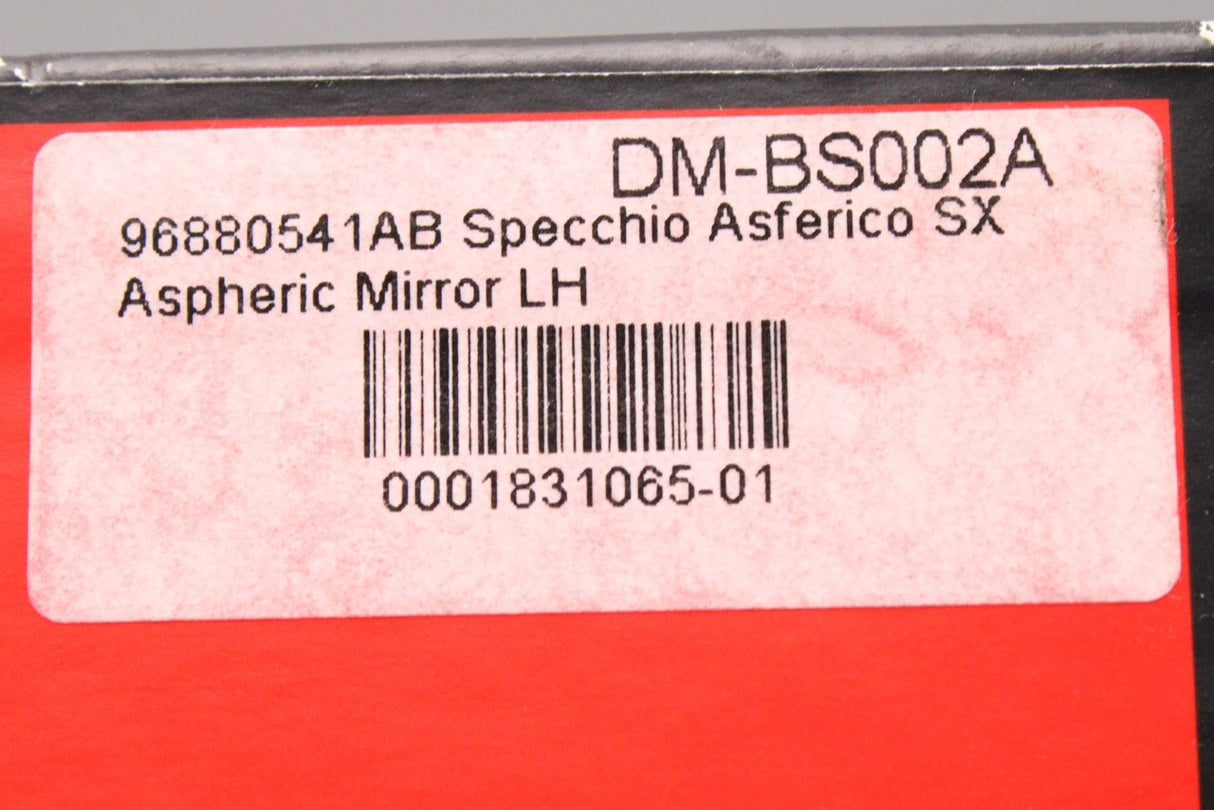 DM-BS002A
96880541AB Specchio Asferico SX
Aspheric Mirror LH
0001831065-01